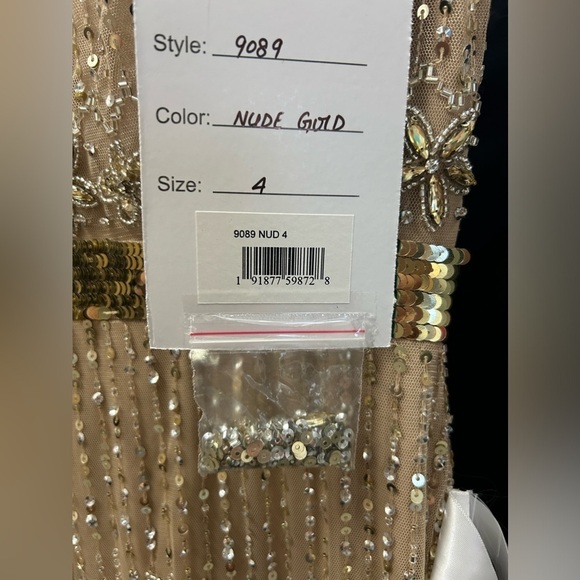 Style: 9089
Color: NUDE GOLD
Size: 4
9089 NUD 4
1 91877 59872 8